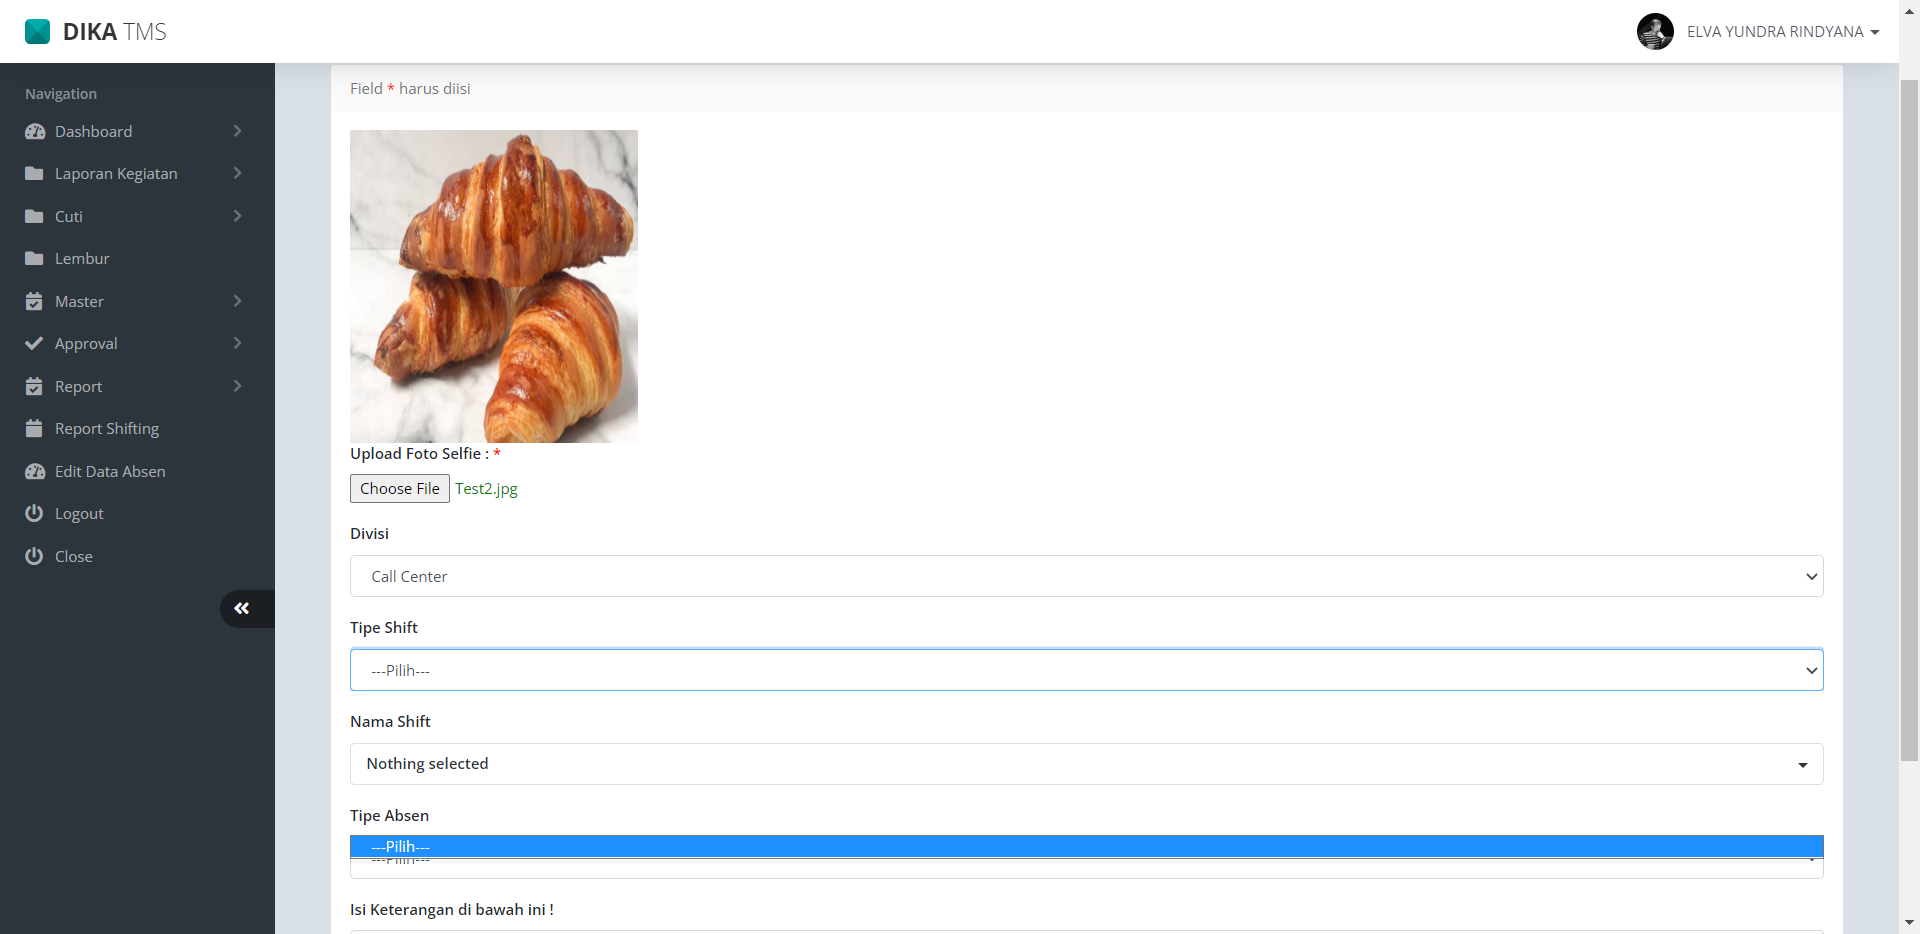 DIKA TMS
ELVA YUNDRA RINDYANA
Navigation
Dashboard
Laporan Kegiatan
Cuti
Lembur
Master
Approval
Report
Report Shifting
Edit Data Absen
Logout
Close
Field * harus diisi
Upload Foto Selfie : *
Choose File Test2.jpg
Divisi
Call Center
Tipe Shift
---Pilih---
Nama Shift
Nothing selected
Tipe Absen
---Pilih---
---Pilih---
Isi Keterangan di bawah ini !